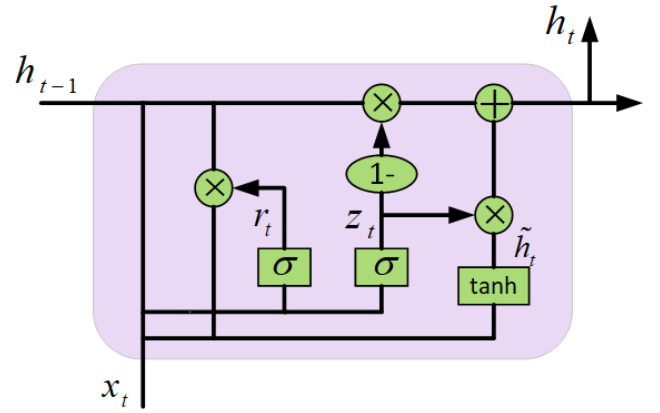 h_t
h_{t-1}
×
+
1-
×
r_t
z_t
×
h̃_t
σ
σ
tanh
x_t